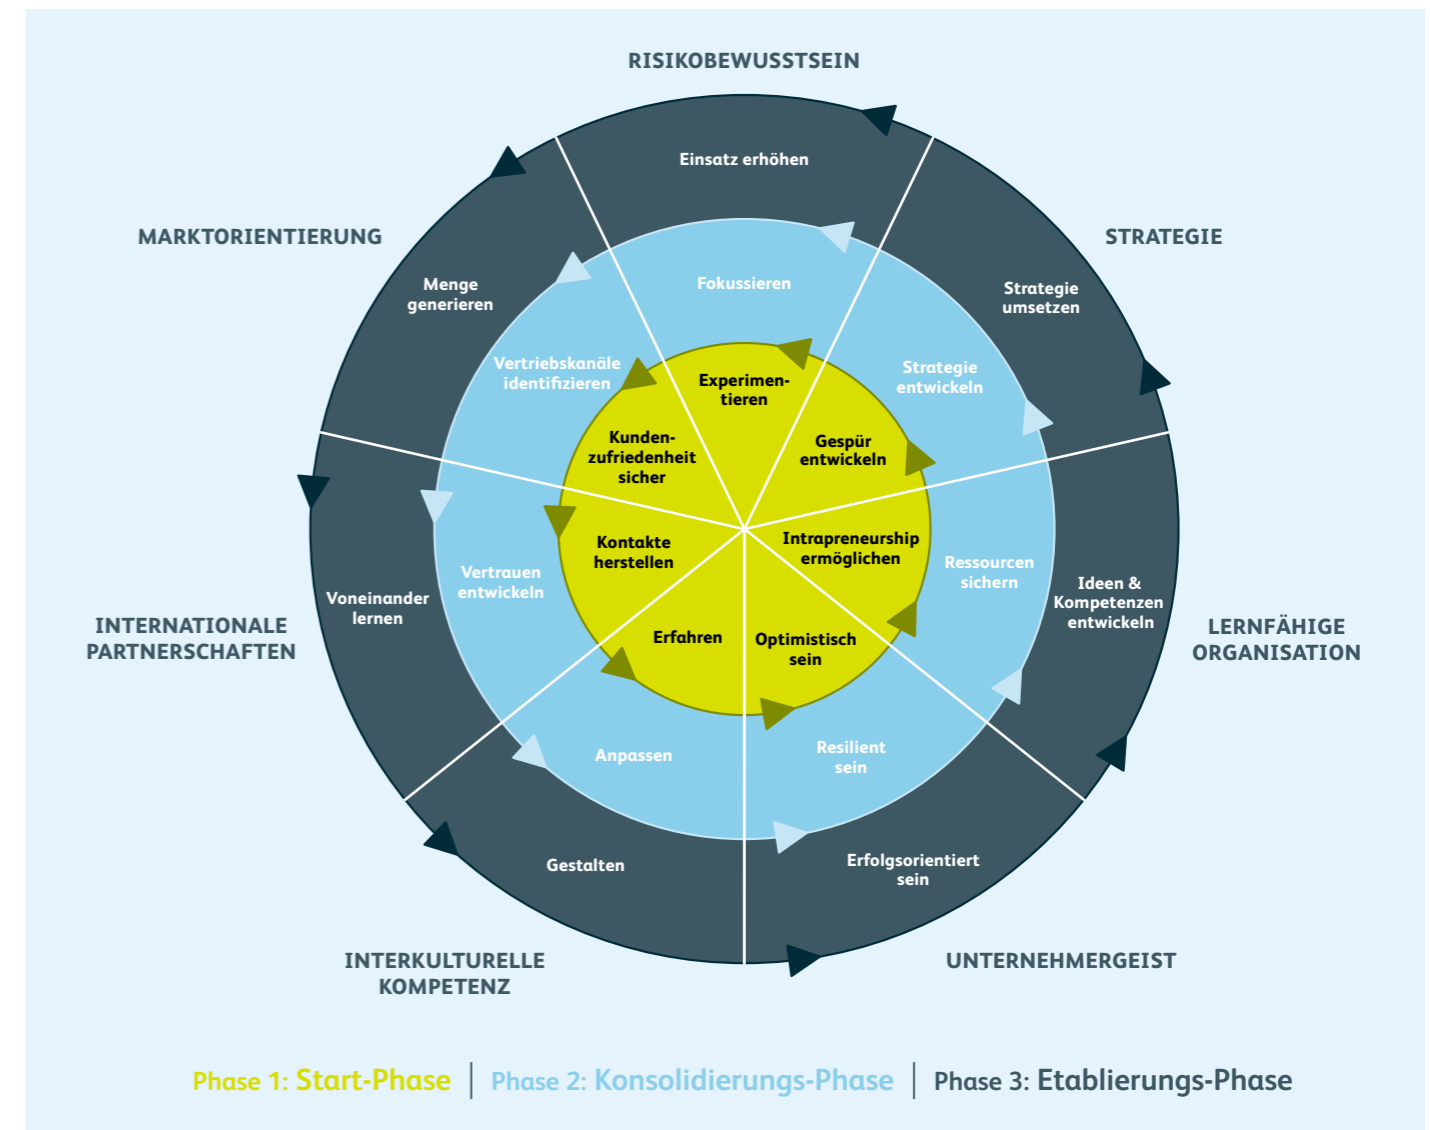 RISIKOBEWUSSTSEIN
Einsatz erhöhen
MARKTORIENTIERUNG
STRATEGIE
Menge
generieren
Fokussieren
Strategie
umsetzen
Vertriebskanäle
identifizieren
Experimen-
tieren
Strategie
entwickeln
Kunden-
zufriedenheit
sicher
Gespür
entwickeln
Kontakte
herstellen
Intrapreneurship
ermöglichen
Vertrauen
entwickeln
Ressourcen
sichern
Voneinander
lernen
Ideen &
Kompetenzen
entwickeln
INTERNATIONALE
PARTNERSCHAFTEN
LERNFÄHIGE
ORGANISATION
Erfahren
Optimistisch
sein
Anpassen
Resilient
sein
Gestalten
Erfolgsorientiert
sein
INTERKULTURELLE
KOMPETENZ
UNTERNEHMERGEIST
Phase 1: Start-Phase | Phase 2: Konsolidierungs-Phase | Phase 3: Etablierungs-Phase